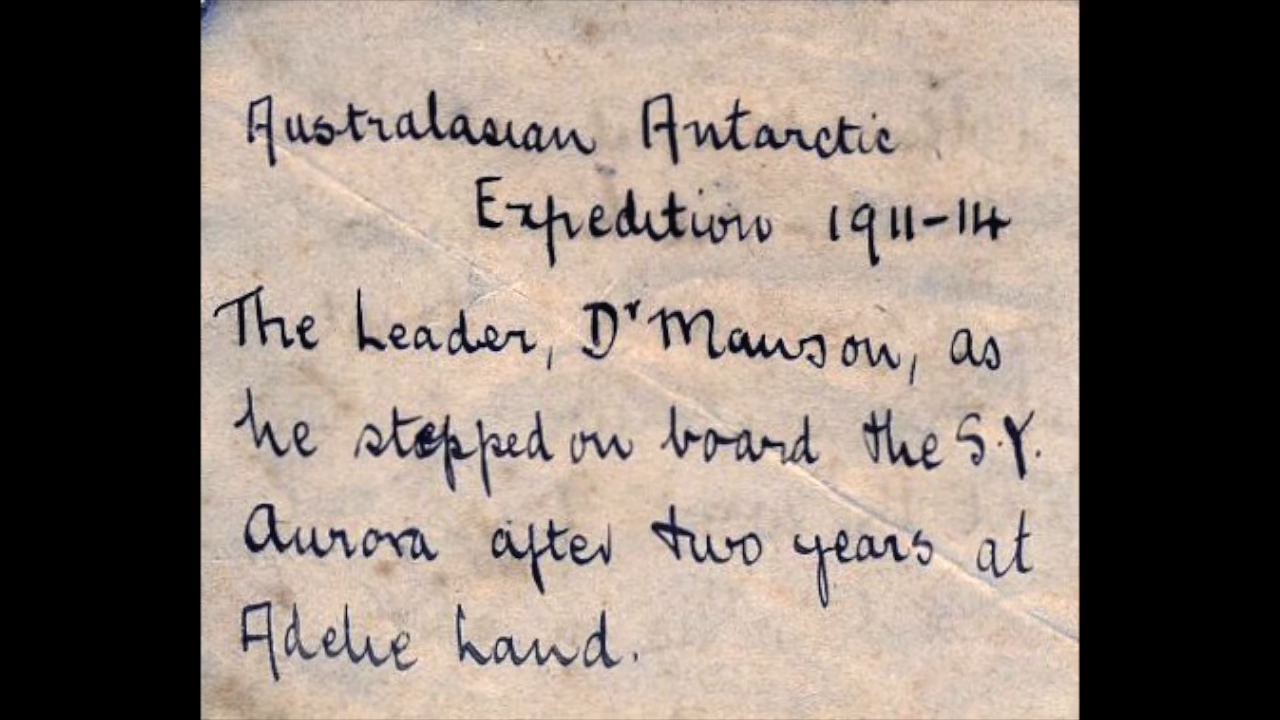 Australasian Antarctic
Expedition 1911-14
The Leader, Dr Mawson, as
he stepped on board the S.Y.
Aurora after two years at
Adelie Land.